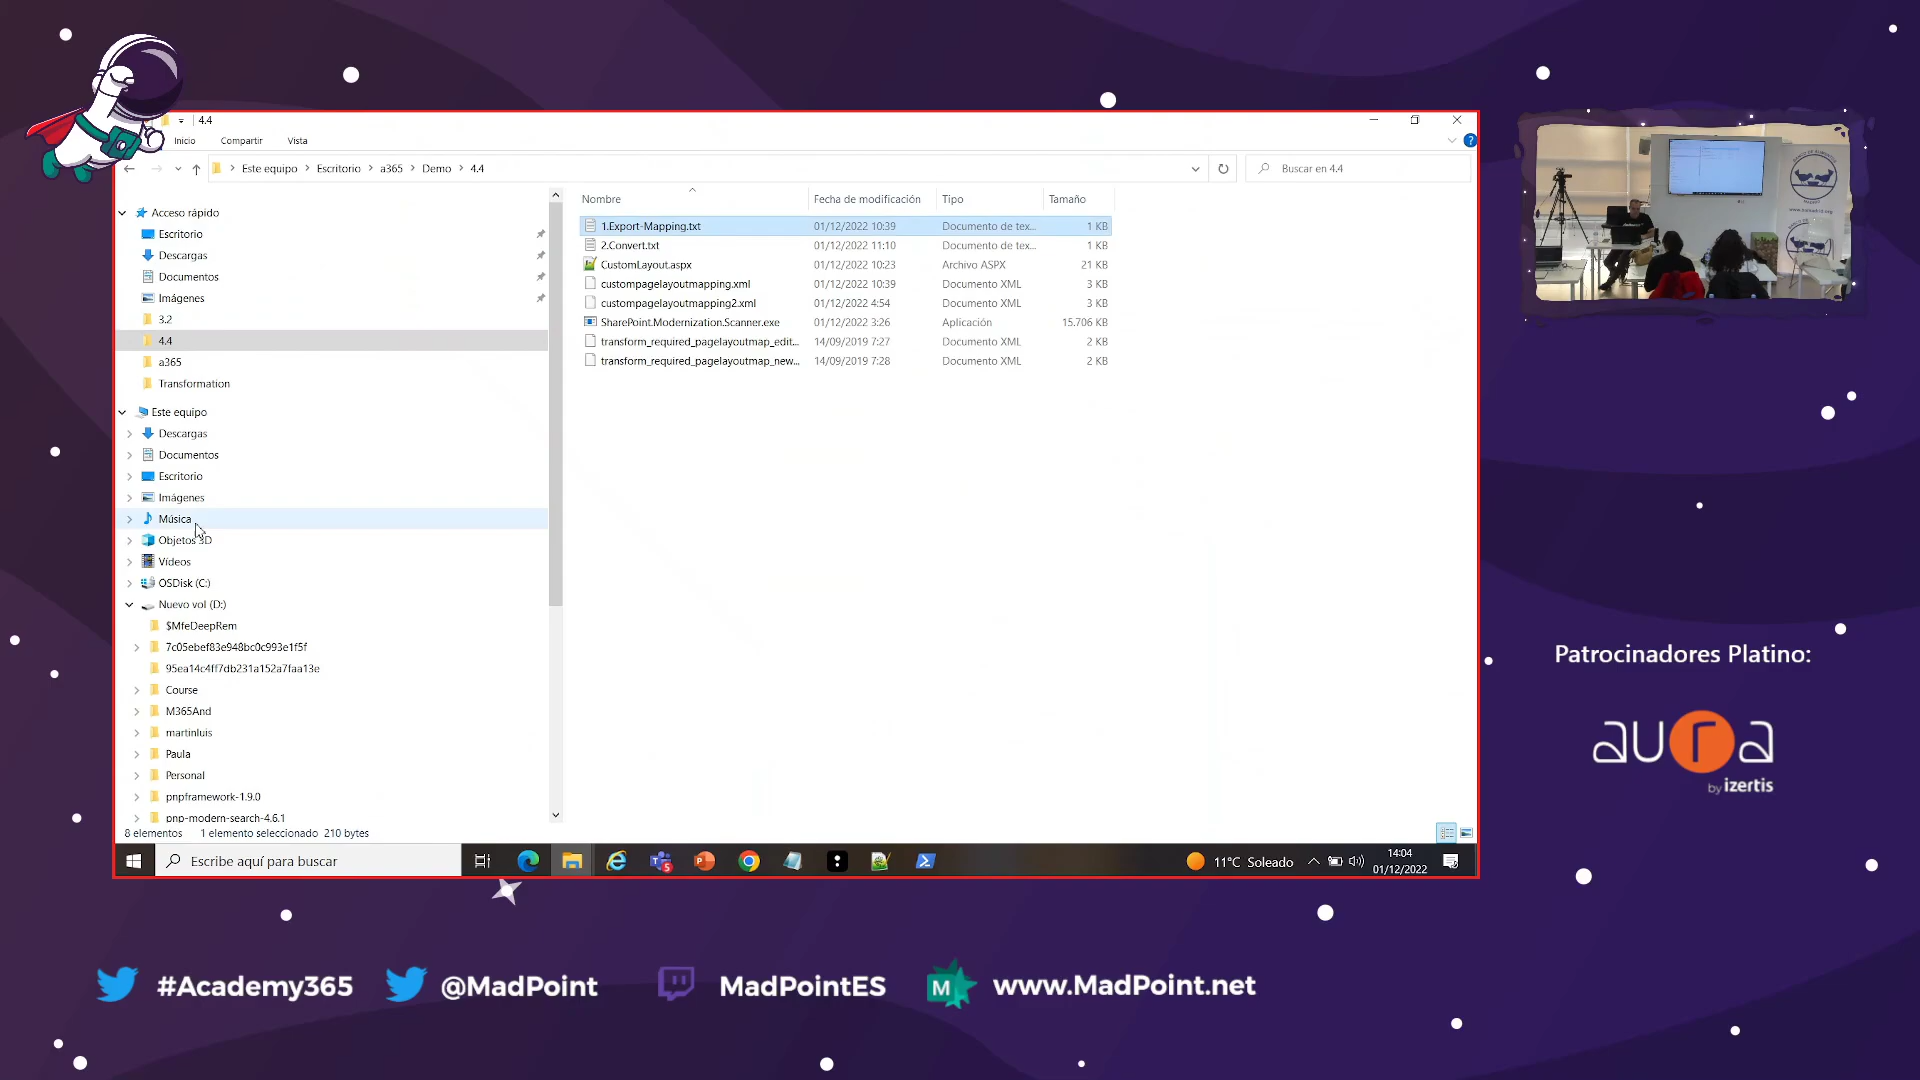 4.4
Inicio Compartir Vista
Este equipo Escritorio a365 Demo 4.4
Buscar en 4.4
Acceso rápido
Escritorio
Descargas
Documentos
Imágenes
3.2
4.4
a365
Transformation
Este equipo
Descargas
Documentos
Escritorio
Imágenes
Música
Objetos 3D
Vídeos
OSDisk (C:)
Nuevo vol (D:)
$MfeDeepRem
7c05ebef83e948bc0c993e1f5f
95ea14c4ff7db231a152a7faa13e
Course
M365And
martinluis
Paula
Personal
pnpframework-1.9.0
pnp-modern-search-4.6.1
Nombre Fecha de modificación Tipo Tamaño
1.Export-Mapping.txt 01/12/2022 10:39 Documento de tex... 1 KB
2.Convert.txt 01/12/2022 11:10 Documento de tex... 1 KB
CustomLayout.aspx 01/12/2022 10:23 Archivo ASPX 21 KB
custompagelayoutmapping.xml 01/12/2022 10:39 Documento XML 3 KB
custompagelayoutmapping2.xml 01/12/2022 4:54 Documento XML 3 KB
SharePoint.Modernization.Scanner.exe 01/12/2022 3:26 Aplicación 15.706 KB
transform_required_pagelayoutmap_edit... 14/09/2019 7:27 Documento XML 2 KB
transform_required_pagelayoutmap_new... 14/09/2019 7:28 Documento XML 2 KB
8 elementos 1 elemento seleccionado 210 bytes
Escribe aquí para buscar
11°C Soleado
14:04
01/12/2022
Patrocinadores Platino:
aura
by izertis
#Academy365 @MadPoint MadPointES M www.MadPoint.net